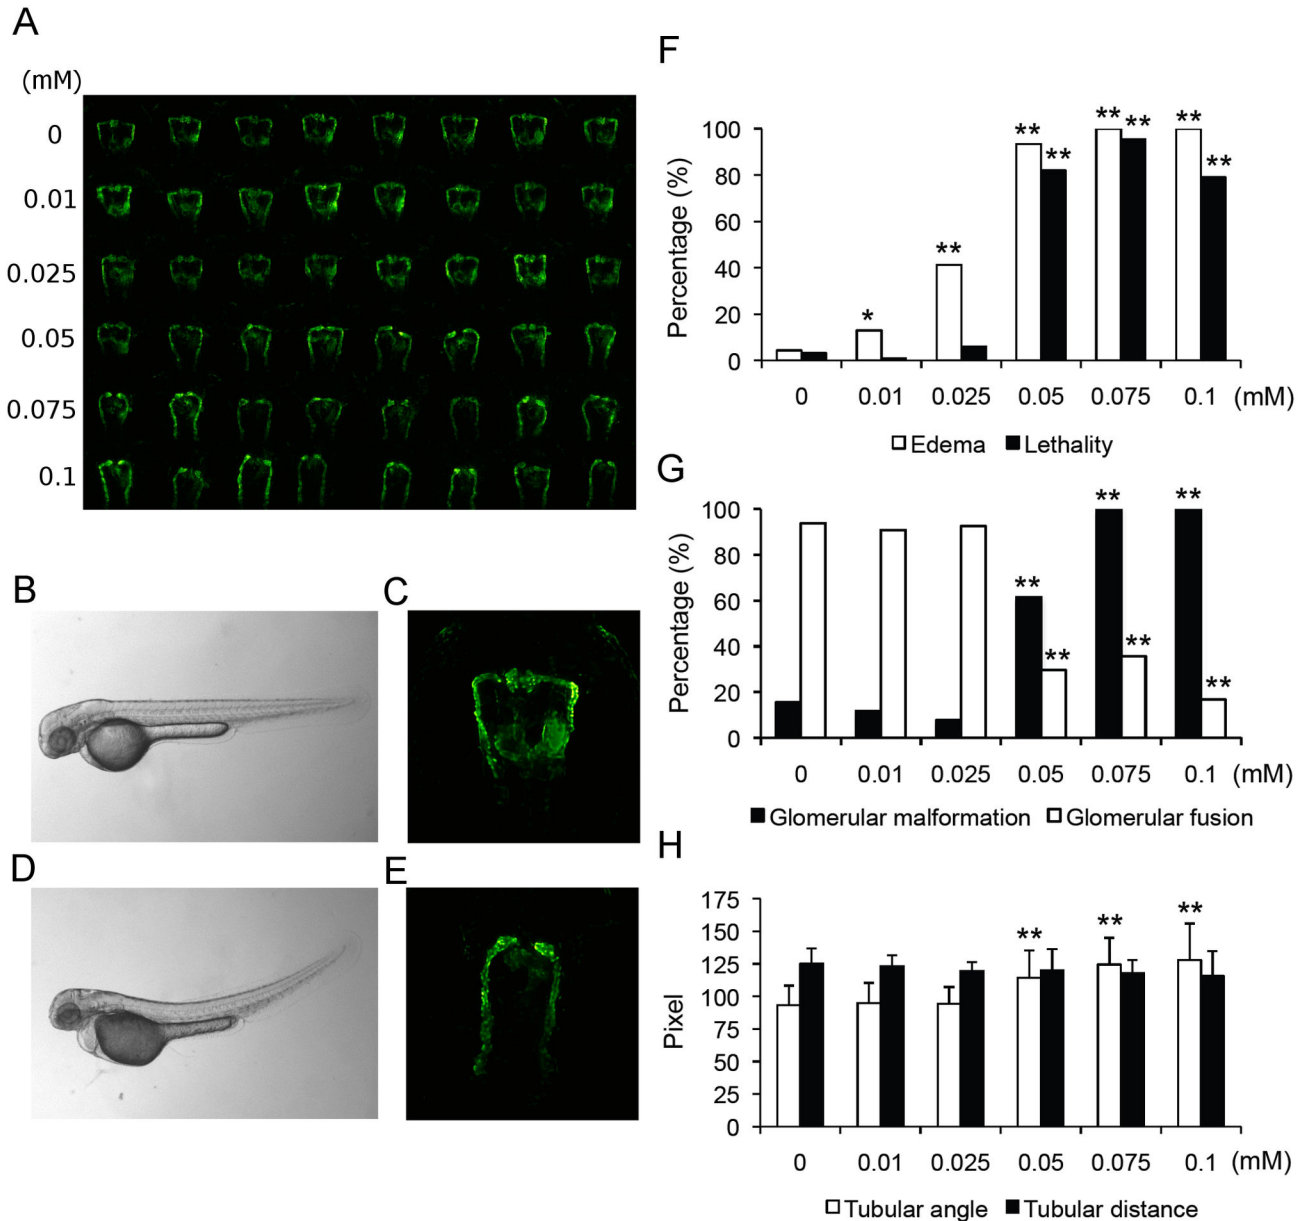 A
(mM)
0
0.01
0.025
0.05
0.075
0.1
B
C
D
E
F
Percentage (%)
100
80
60
40
20
0
*
**
**
**
**
**
**
**
0 0.01 0.025 0.05 0.075 0.1 (mM)
Edema Lethality
G
Percentage (%)
100
80
60
40
20
0
**
**
**
**
**
**
0 0.01 0.025 0.05 0.075 0.1 (mM)
Glomerular malformation Glomerular fusion
H
Pixel
175
150
125
100
75
50
25
0
**
**
**
0 0.01 0.025 0.05 0.075 0.1 (mM)
Tubular angle Tubular distance